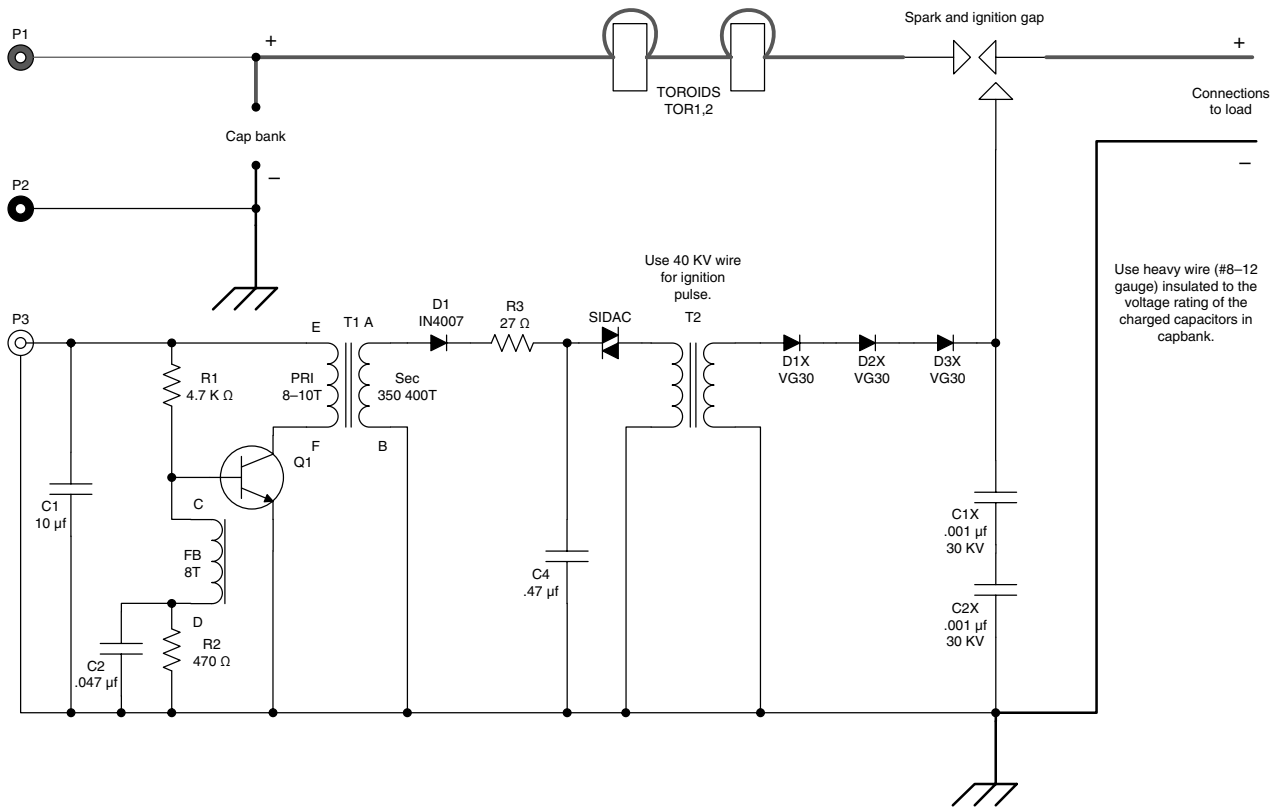 P1
+
Cap bank
−
P2
TOROIDS
TOR1,2
Spark and ignition gap
+
Connections
to load
−
Use heavy wire (#8–12
gauge) insulated to the
voltage rating of the
charged capacitors in
capbank.
P3
C1
10 µf
R1
4.7 K Ω
E
T1 A
PRI
8–10T
Sec
350 400T
F
B
Q1
C
FB
8T
D
C2
.047 µf
R2
470 Ω
D1
IN4007
R3
27 Ω
C4
.47 µf
SIDAC
Use 40 KV wire
for ignition
pulse.
T2
D1X
VG30
D2X
VG30
D3X
VG30
C1X
.001 µf
30 KV
C2X
.001 µf
30 KV